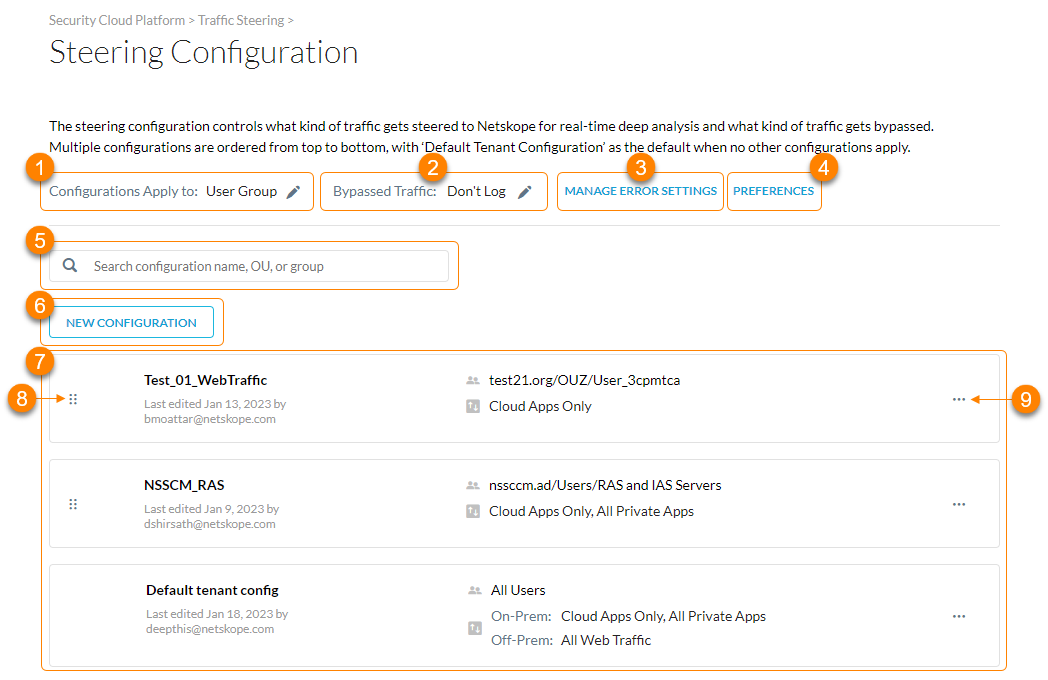 Security Cloud Platform > Traffic Steering >
Steering Configuration
The steering configuration controls what kind of traffic gets steered to Netskope for real-time deep analysis and what kind of traffic gets bypassed.
Multiple configurations are ordered from top to bottom, with ‘Default Tenant Configuration’ as the default when no other configurations apply.
1 2 3 4
Configurations Apply to: User Group Bypassed Traffic: Don't Log MANAGE ERROR SETTINGS PREFERENCES
5
Search configuration name, OU, or group
6
NEW CONFIGURATION
7
Test_01_WebTraffic test21.org/OUZ/User_3cpmtca
8 Last edited Jan 13, 2023 by Cloud Apps Only 9
bmoattar@netskope.com
NSSCM_RAS nssccm.ad/Users/RAS and IAS Servers
Last edited Jan 9, 2023 by Cloud Apps Only, All Private Apps
dshirsath@netskope.com
Default tenant config All Users
Last edited Jan 18, 2023 by On-Prem: Cloud Apps Only, All Private Apps
deepthis@netskope.com Off-Prem: All Web Traffic